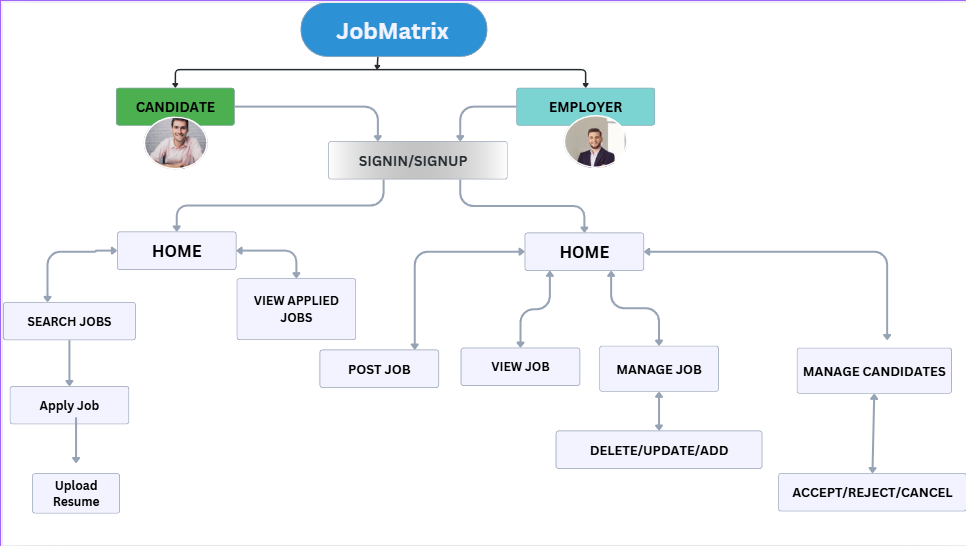 JobMatrix
CANDIDATE
EMPLOYER
SIGNIN/SIGNUP
HOME
HOME
SEARCH JOBS
VIEW APPLIED
JOBS
POST JOB
VIEW JOB
MANAGE JOB
MANAGE CANDIDATES
Apply Job
DELETE/UPDATE/ADD
Upload
Resume
ACCEPT/REJECT/CANCEL